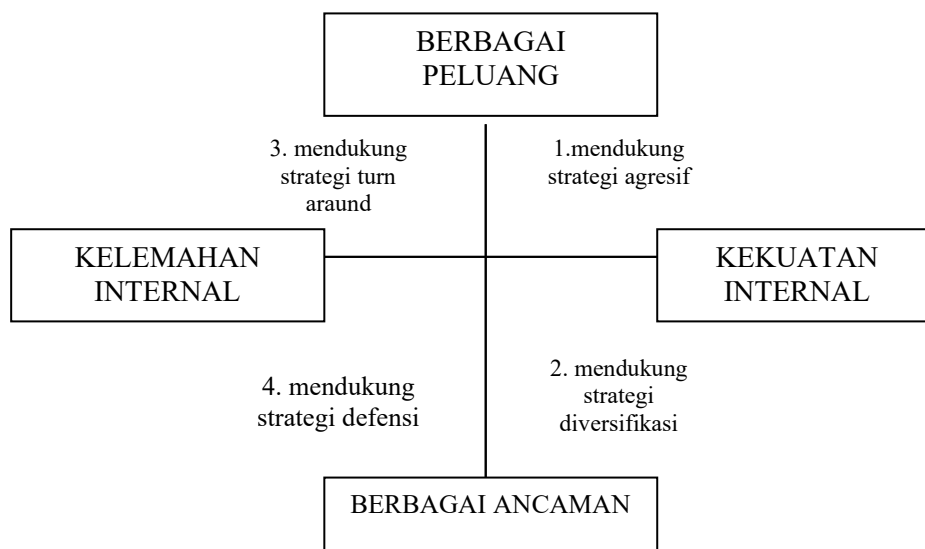 BERBAGAI
PELUANG
3. mendukung
strategi turn
araund
1.mendukung
strategi agresif
KELEMAHAN
INTERNAL
KEKUATAN
INTERNAL
4. mendukung
strategi defensi
2. mendukung
strategi
diversifikasi
BERBAGAI ANCAMAN